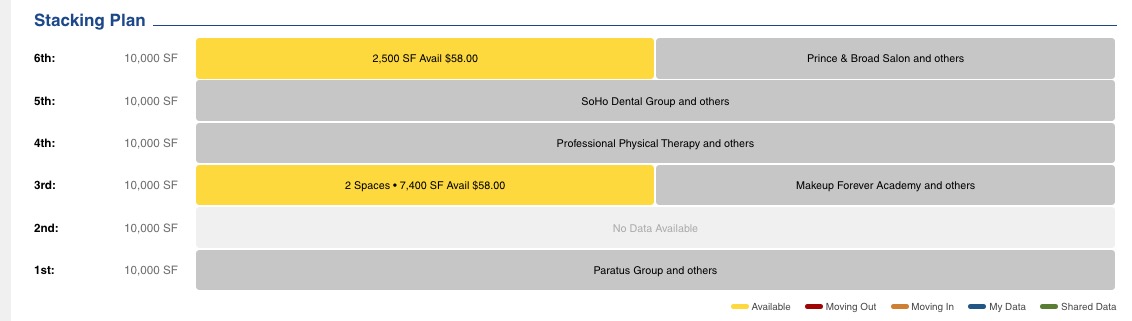 Stacking Plan
6th: 10,000 SF 2,500 SF Avail $58.00 Prince & Broad Salon and others
5th: 10,000 SF SoHo Dental Group and others
4th: 10,000 SF Professional Physical Therapy and others
3rd: 10,000 SF 2 Spaces • 7,400 SF Avail $58.00 Makeup Forever Academy and others
2nd: 10,000 SF No Data Available
1st: 10,000 SF Paratus Group and others
Available Moving Out Moving In My Data Shared Data